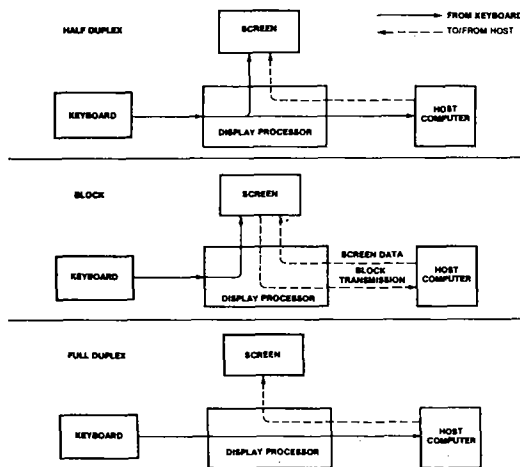 HALF DUPLEX
SCREEN
FROM KEYBOARD
TO/FROM HOST
KEYBOARD
DISPLAY PROCESSOR
HOST
COMPUTER
BLOCK
SCREEN
KEYBOARD
DISPLAY PROCESSOR
SCREEN DATA
BLOCK
TRANSMISSION
HOST
COMPUTER
FULL DUPLEX
SCREEN
KEYBOARD
DISPLAY PROCESSOR
HOST
COMPUTER